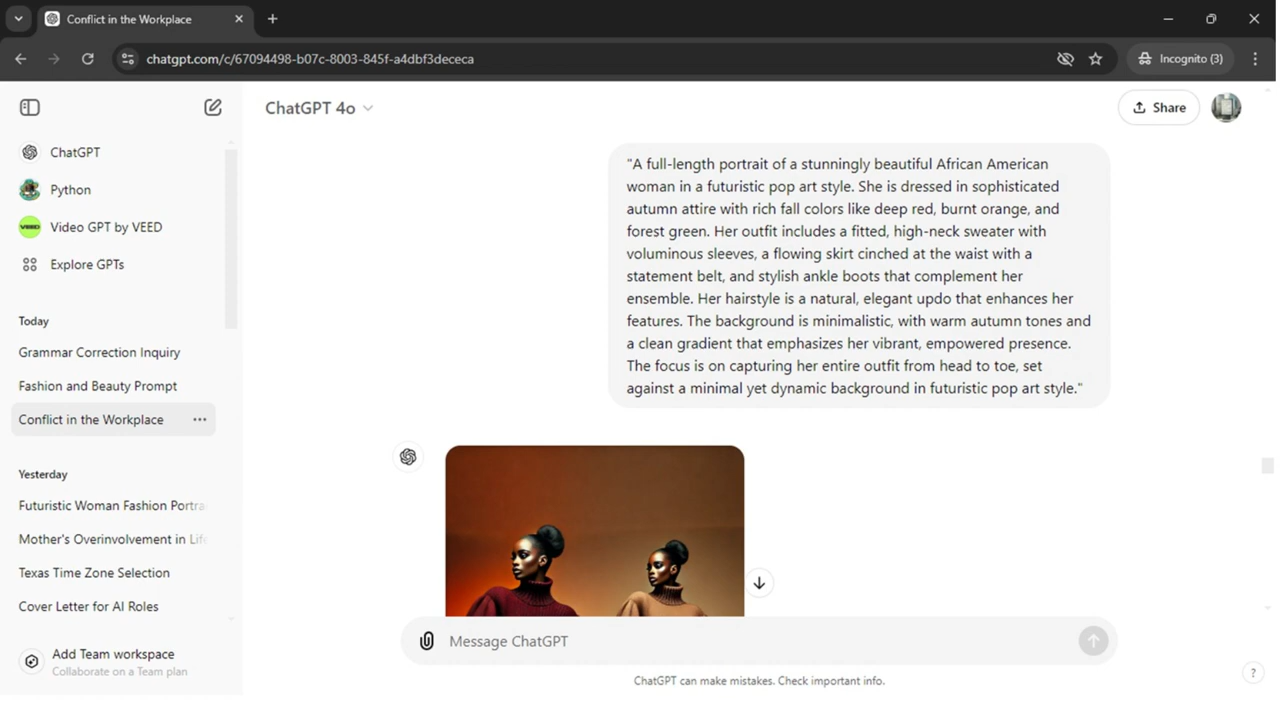 Conflict in the Workplace
chatgpt.com/c/67094498-b07c-8003-845f-a4dbf3dececa
Incognito (3)
ChatGPT 4o
Share
ChatGPT
Python
VEED
Video GPT by VEED
Explore GPTs
Today
Grammar Correction Inquiry
Fashion and Beauty Prompt
Conflict in the Workplace
Yesterday
Futuristic Woman Fashion Portra
Mother's Overinvolvement in Life
Texas Time Zone Selection
Cover Letter for AI Roles
Add Team workspace
Collaborate on a Team plan
"A full-length portrait of a stunningly beautiful African American
woman in a futuristic pop art style. She is dressed in sophisticated
autumn attire with rich fall colors like deep red, burnt orange, and
forest green. Her outfit includes a fitted, high-neck sweater with
voluminous sleeves, a flowing skirt cinched at the waist with a
statement belt, and stylish ankle boots that complement her
ensemble. Her hairstyle is a natural, elegant updo that enhances her
features. The background is minimalistic, with warm autumn tones and
a clean gradient that emphasizes her vibrant, empowered presence.
The focus is on capturing her entire outfit from head to toe, set
against a minimal yet dynamic background in futuristic pop art style."
Message ChatGPT
ChatGPT can make mistakes. Check important info.
?